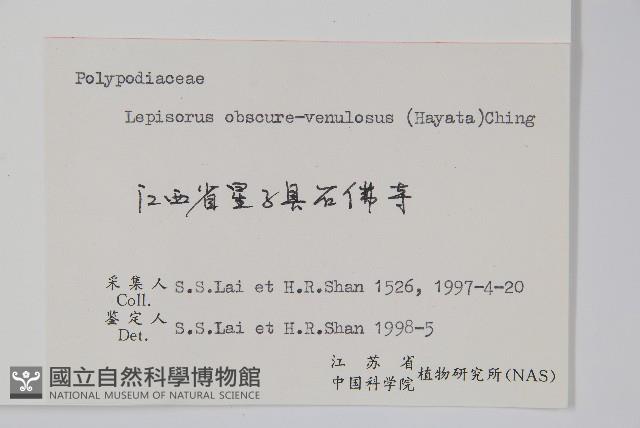 Polypodiaceae
Lepisorus obscure-venulosus (Hayata)Ching
江西省星子县石佛寺
采集人 S.S.Lai et H.R.Shan 1526, 1997-4-20
Coll.
鉴定人 S.S.Lai et H.R.Shan 1998-5
Det.
江苏省
中国科学院 植物研究所(NAS)
國立自然科學博物館
NATIONAL MUSEUM OF NATURAL SCIENCE